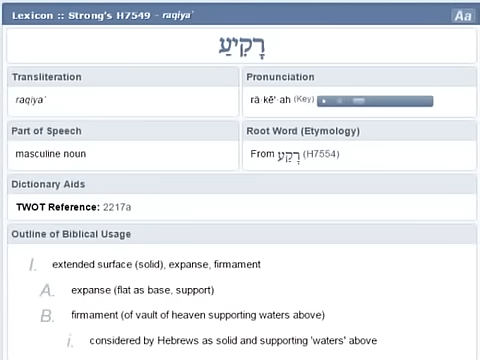 Lexicon :: Strong's H7549 - raqiya`
Aa
רָקִיעַ
Transliteration
Pronunciation
raqiya`
rä·kē'·ah (Key)
Part of Speech
Root Word (Etymology)
masculine noun
From רָקַע (H7554)
Dictionary Aids
TWOT Reference: 2217a
Outline of Biblical Usage
I. extended surface (solid), expanse, firmament
A. expanse (flat as base, support)
B. firmament (of vault of heaven supporting waters above)
i. considered by Hebrews as solid and supporting 'waters' above